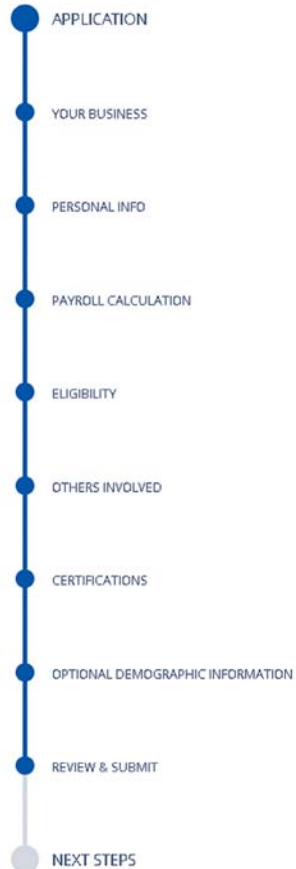 APPLICATION
YOUR BUSINESS
PERSONAL INFO
PAYROLL CALCULATION
ELIGIBILITY
OTHERS INVOLVED
CERTIFICATIONS
OPTIONAL DEMOGRAPHIC INFORMATION
REVIEW & SUBMIT
NEXT STEPS